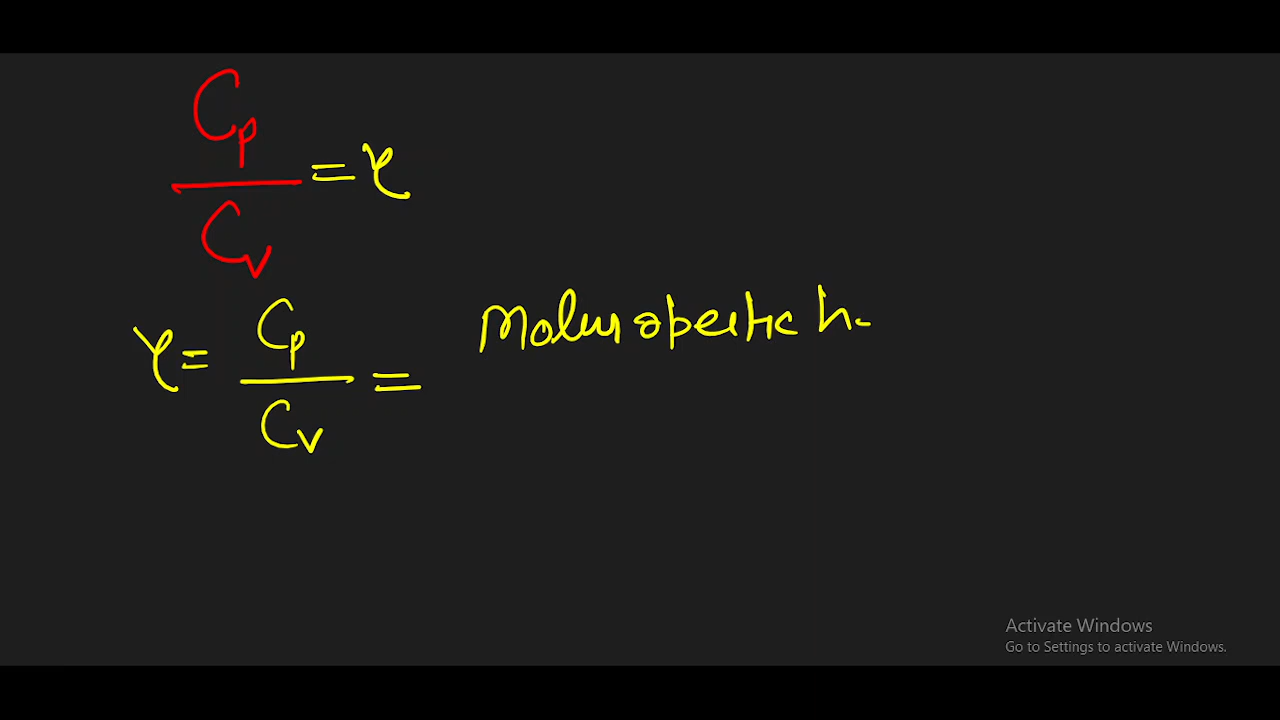 Cp
Cv
= γ
γ = Cp
Cv
=
Molar specific h
Activate Windows
Go to Settings to activate Windows.